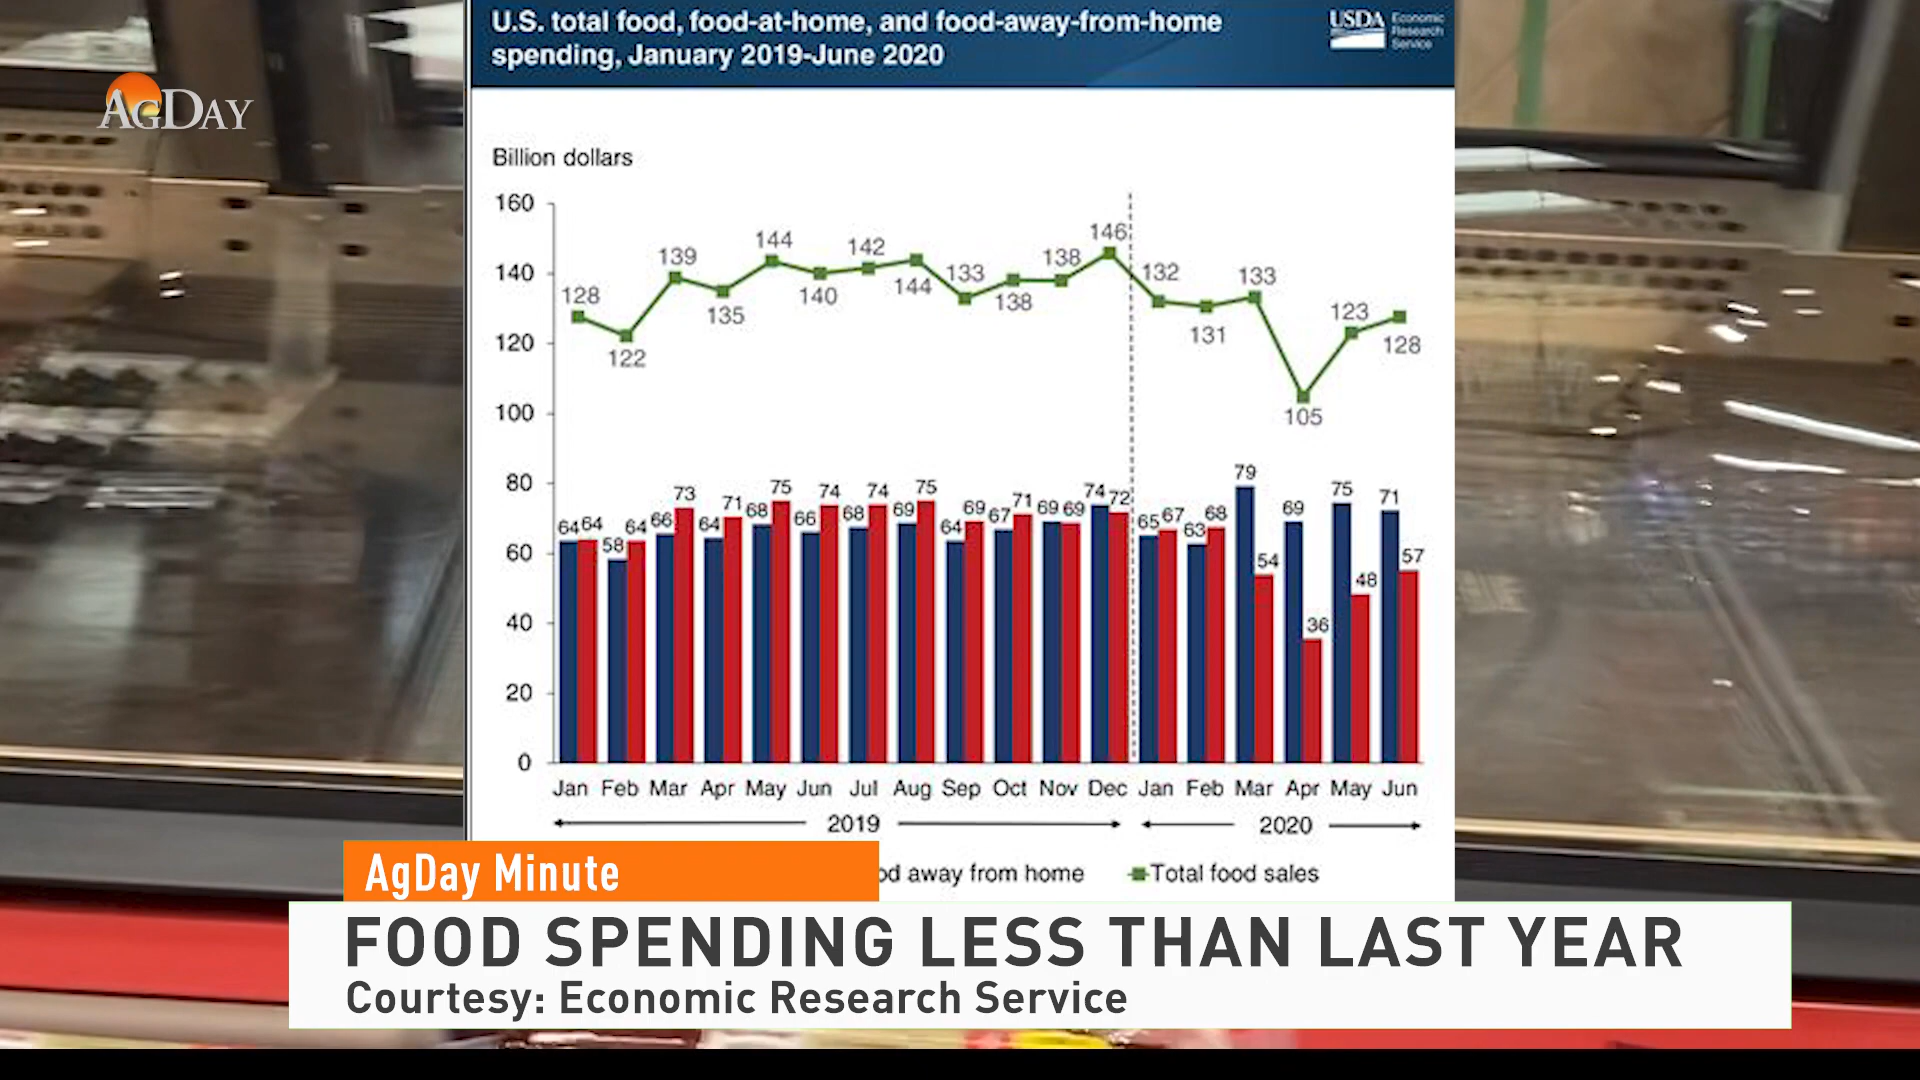 U.S. total food, food-at-home, and food-away-from-home
spending, January 2019-June 2020
USDA Economic
Research
Service
AGDAY
Billion dollars
160
140
120
100
80
60
40
20
0
128 122 139 135 144 140 142 144 133 138 138 146 132 131 133 105 123 128
64 64 58 64 66 73 64 71 68 75 66 74 68 74 69 75 64 69 67 71 69 69 74 72 65 67 63 68 79 54 69 36 75 48 71 57
Jan Feb Mar Apr May Jun Jul Aug Sep Oct Nov Dec Jan Feb Mar Apr May Jun
2019 2020
away from home Total food sales
AgDay Minute
FOOD SPENDING LESS THAN LAST YEAR
Courtesy: Economic Research Service